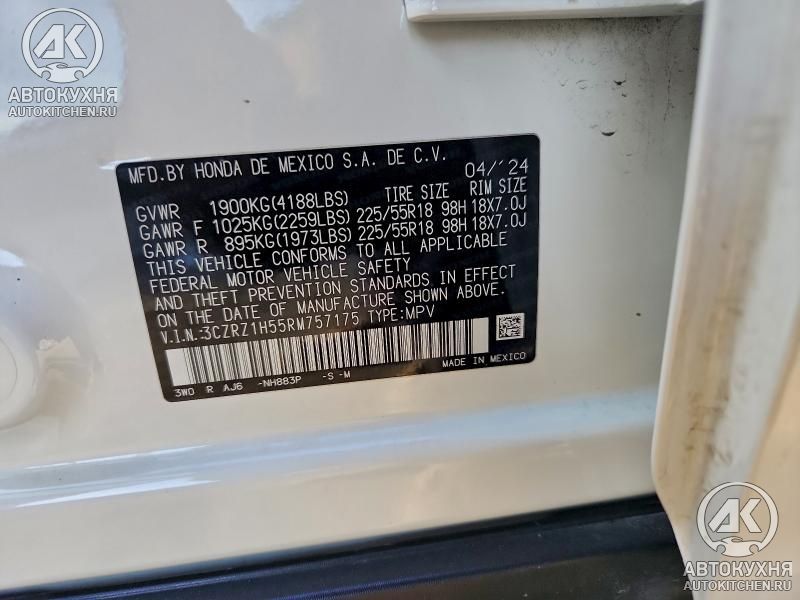 АК
АВТОКУХНЯ
AUTOKITCHEN.RU
MFD.BY HONDA DE MEXICO S.A. DE C.V. 04/'24
TIRE SIZE RIM SIZE
GVWR 1900KG(4188LBS)
GAWR F 1025KG(2259LBS) 225/55R18 98H 18X7.0J
GAWR R 895KG(1973LBS) 225/55R18 98H 18X7.0J
THIS VEHICLE CONFORMS TO ALL APPLICABLE
FEDERAL MOTOR VEHICLE SAFETY
AND THEFT PREVENTION STANDARDS IN EFFECT
ON THE DATE OF MANUFACTURE SHOWN ABOVE.
V.I.N.:3CZRZ1H55RM757175 TYPE:MPV
MADE IN MEXICO
3W0 R AJ6 -NH883P -S -M
АК
АВТОКУХНЯ
AUTOKITCHEN.RU